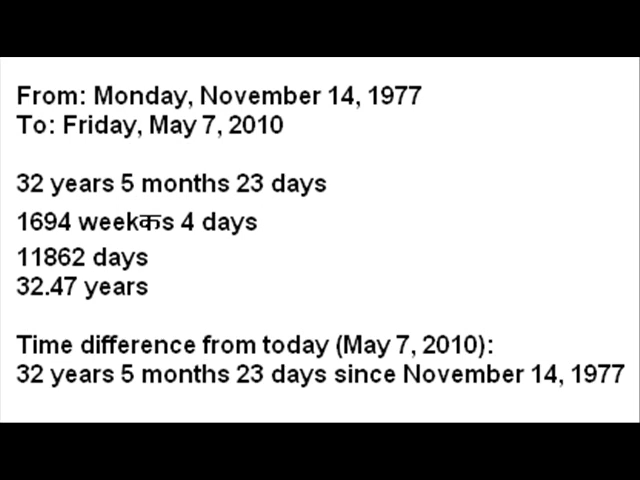 From: Monday, November 14, 1977
To: Friday, May 7, 2010
32 years 5 months 23 days
1694 weekकs 4 days
11862 days
32.47 years
Time difference from today (May 7, 2010):
32 years 5 months 23 days since November 14, 1977